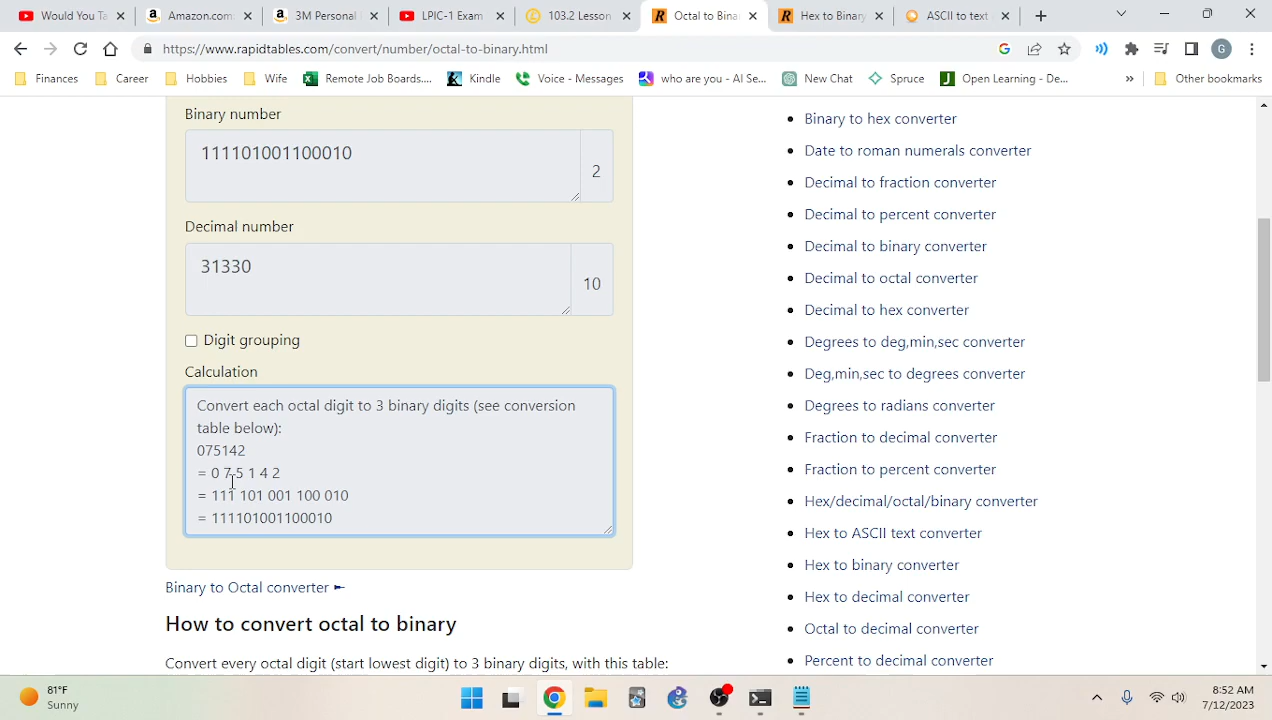 Would You Ta
Amazon.com:
3M Personal
LPIC-1 Exam
103.2 Lesson
Octal to Bina
Hex to Binary
ASCII to text
https://www.rapidtables.com/convert/number/octal-to-binary.html
G
Finances
Career
Hobbies
Wife
Remote Job Boards....
Kindle
Voice - Messages
who are you - AI Se...
New Chat
Spruce
Open Learning - De...
»
Other bookmarks
Binary number
111101001100010
2
Decimal number
31330
10
Digit grouping
Calculation
Convert each octal digit to 3 binary digits (see conversion
table below):
075142
= 0 7 5 1 4 2
= 111 101 001 100 010
= 111101001100010
Binary to Octal converter ►
How to convert octal to binary
Convert every octal digit (start lowest digit) to 3 binary digits, with this table:
Binary to hex converter
Date to roman numerals converter
Decimal to fraction converter
Decimal to percent converter
Decimal to binary converter
Decimal to octal converter
Decimal to hex converter
Degrees to deg,min,sec converter
Deg,min,sec to degrees converter
Degrees to radians converter
Fraction to decimal converter
Fraction to percent converter
Hex/decimal/octal/binary converter
Hex to ASCII text converter
Hex to binary converter
Hex to decimal converter
Octal to decimal converter
Percent to decimal converter
81°F
Sunny
8:52 AM
7/12/2023